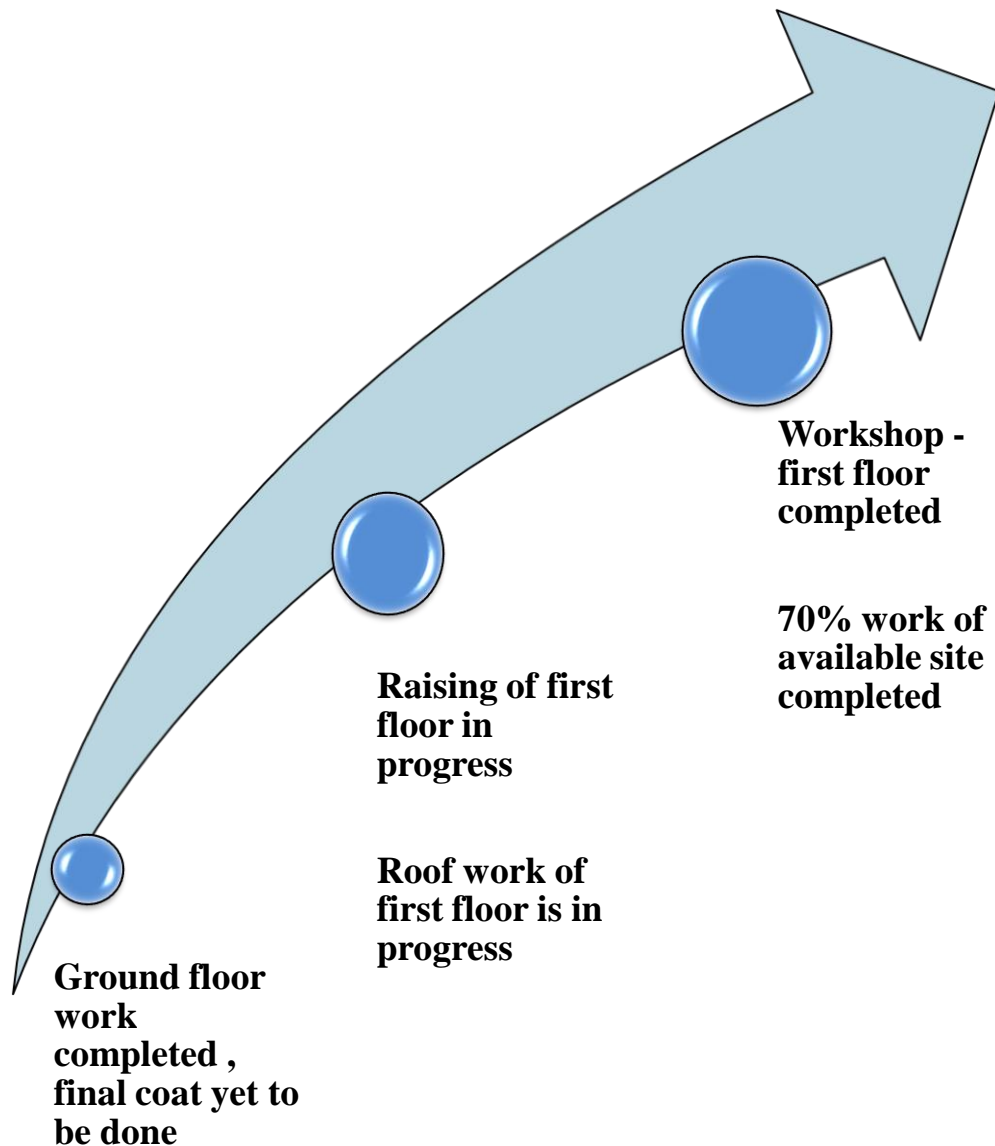 Ground floor
work
completed ,
final coat yet to
be done
Raising of first
floor in
progress
Roof work of
first floor is in
progress
Workshop -
first floor
completed
70% work of
available site
completed